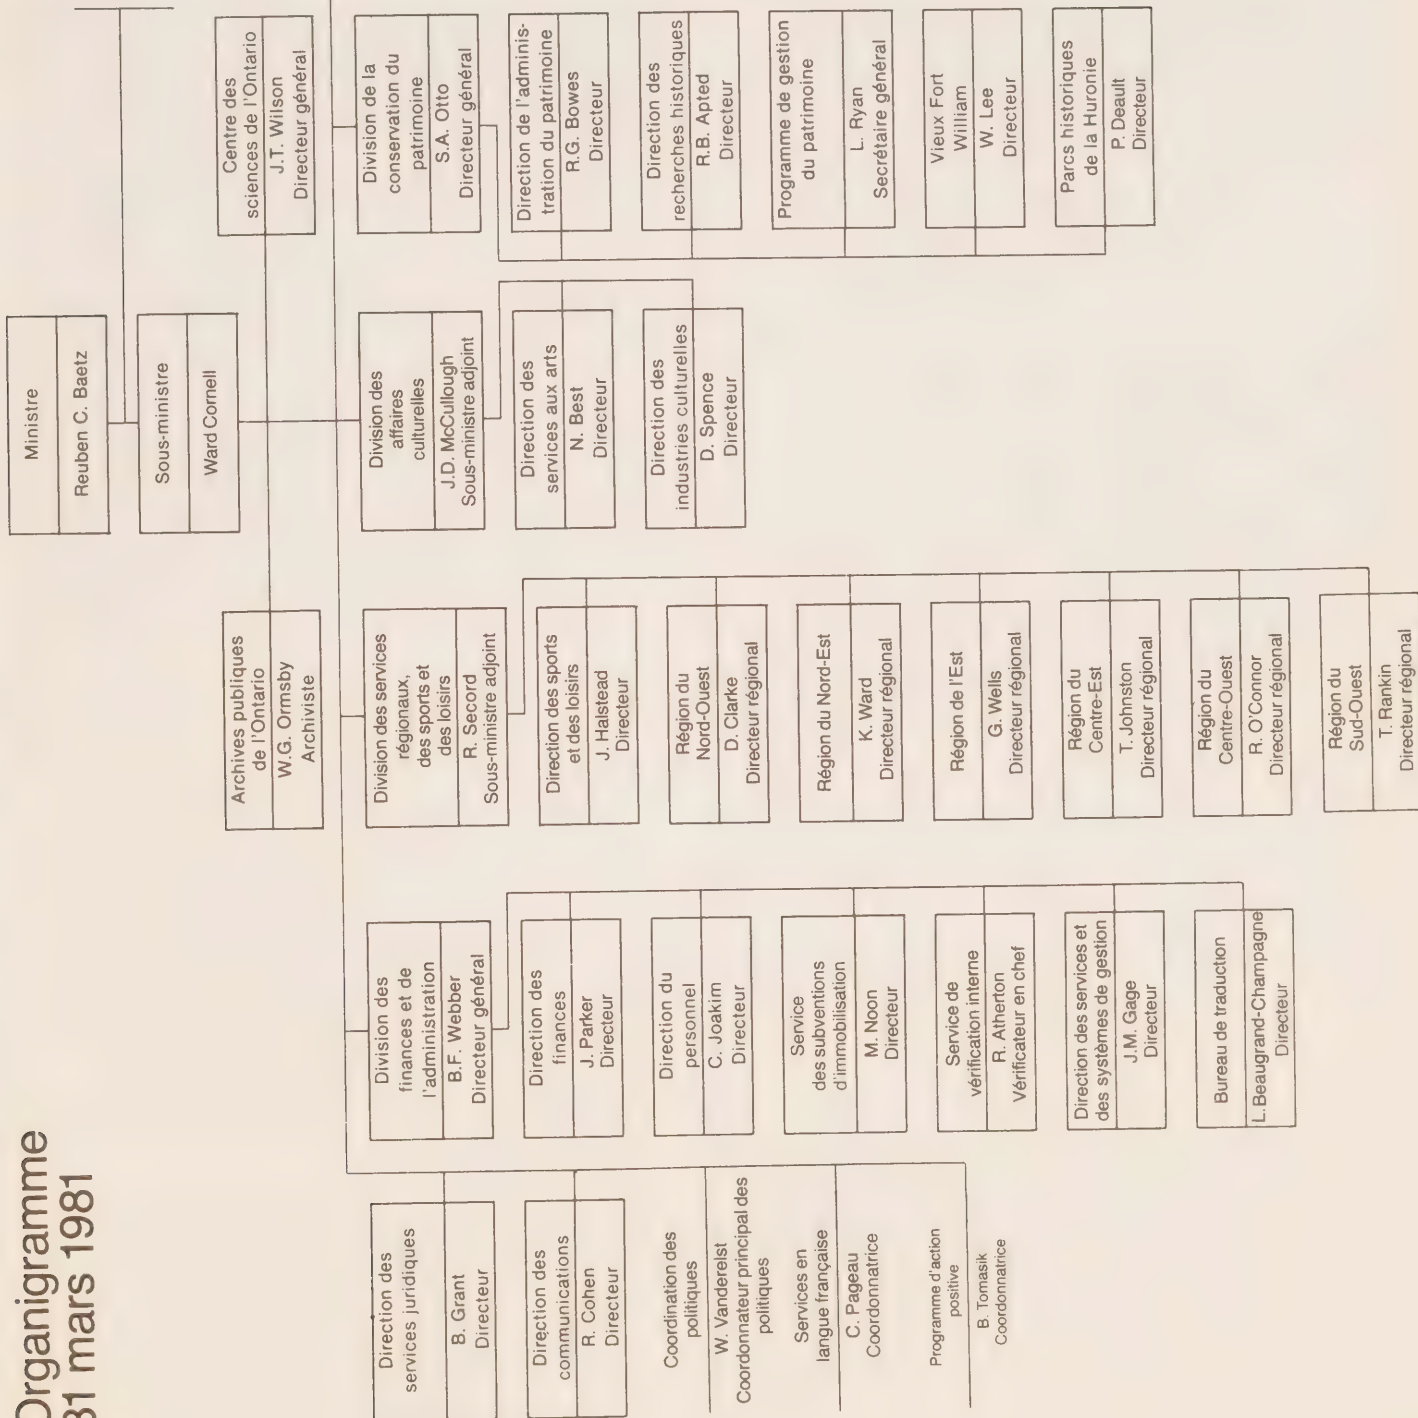 Organigramme
31 mars 1981
Ministre
Reuben C. Baetz
Sous-ministre
Ward Cornell
Archives publiques
de l'Ontario
W.G. Ormsby
Archiviste
Centre des
sciences de l'Ontario
J.T. Wilson
Directeur général
Direction des
services juridiques
B. Grant
Directeur
Direction des
communications
R. Cohen
Directeur
Coordination des
politiques
W. Vanderelst
Coordonnateur principal des
politiques
Services en
langue française
C. Pageau
Coordonnatrice
Programme d'action
positive
B. Tomasik
Coordonnatrice
Division des
finances et de
l'administration
B.F. Webber
Directeur général
Direction des
finances
J. Parker
Directeur
Direction du
personnel
C. Joakim
Directeur
Service
des subventions
d'immobilisation
M. Noon
Directeur
Service de
vérification interne
R. Atherton
Vérificateur en chef
Direction des services et
des systèmes de gestion
J.M. Gage
Directeur
Bureau de traduction
L. Beaugrand-Champagne
Directeur
Division des services
régionaux,
des sports et
des loisirs
R. Secord
Sous-ministre adjoint
Direction des sports
et des loisirs
J. Halstead
Directeur
Région du
Nord-Ouest
D. Clarke
Directeur régional
Région du Nord-Est
K. Ward
Directeur régional
Région de l'Est
G. Wells
Directeur régional
Région du
Centre-Est
T. Johnston
Directeur régional
Région du
Centre-Ouest
R. O'Connor
Directeur régional
Région du
Sud-Ouest
T. Rankin
Directeur régional
Division des
affaires
culturelles
J.D. McCullough
Sous-ministre adjoint
Direction des
services aux arts
N. Best
Directeur
Direction des
industries culturelles
D. Spence
Directeur
Division de la
conservation du
patrimoine
S.A. Otto
Directeur général
Direction de l'adminis-
tration du patrimoine
R.G. Bowes
Directeur
Direction des
recherches historiques
R.B. Apted
Directeur
Programme de gestion
du patrimoine
L. Ryan
Secrétaire général
Vieux Fort
William
W. Lee
Directeur
Parcs historiques
de la Huronie
P. Deault
Directeur